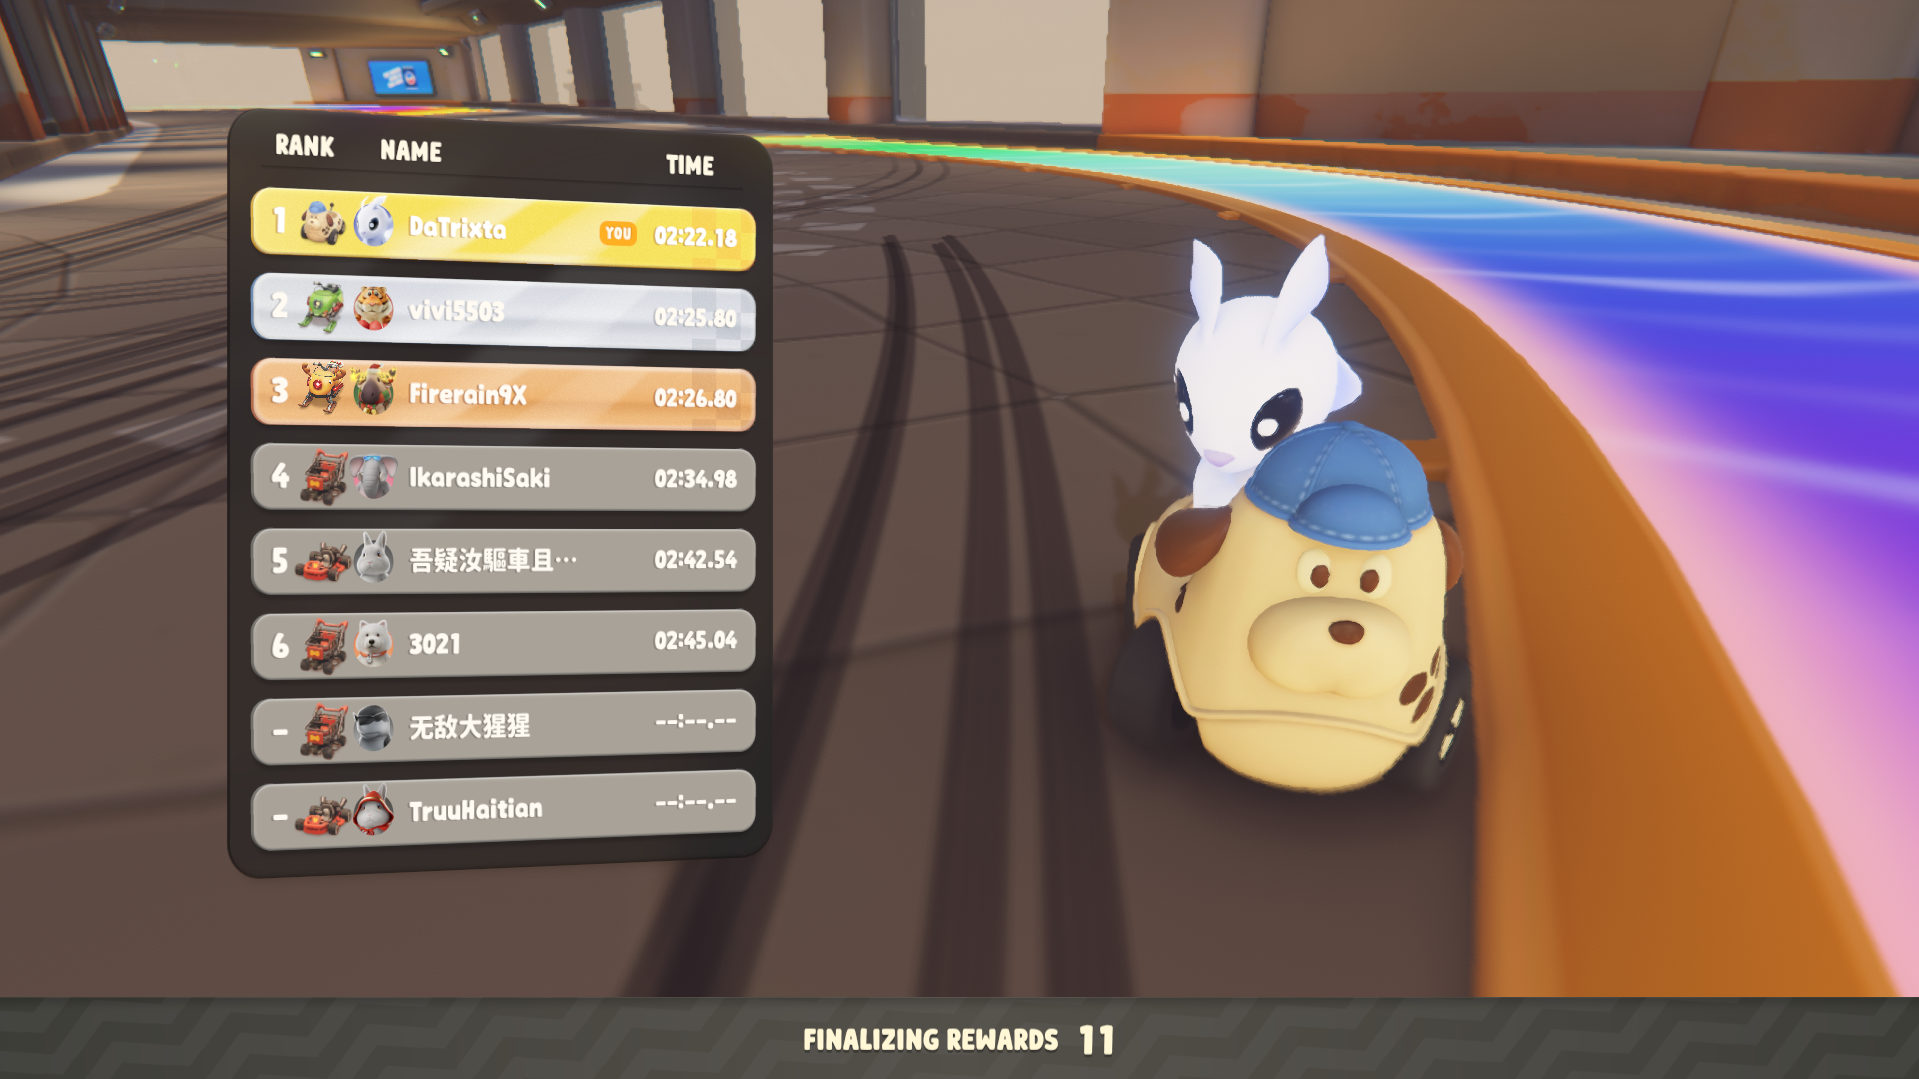 RANK NAME TIME
1 DaTrixta YOU 02:22.18
2 vivi5503 02:25.80
3 Firerain9X 02:26.80
4 IkarashiSaki 02:34.98
5 吾疑汝驅車且… 02:42.54
6 3021 02:45.04
- 无敌大猩猩 --:--.--
- TruuHaitian --:--.--
FINALIZING REWARDS 11